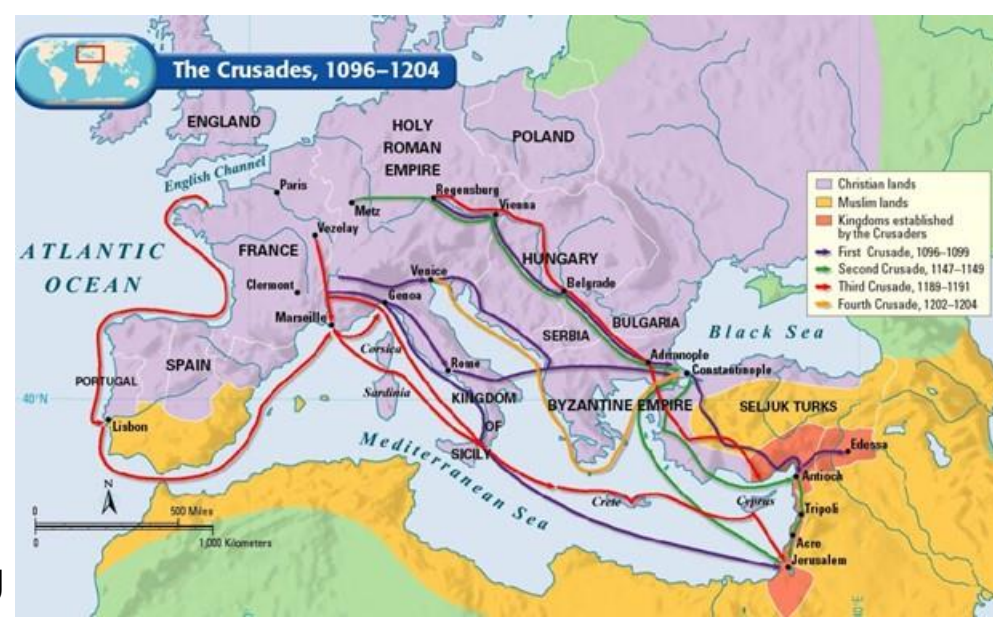 The Crusades, 1096–1204
ENGLAND
HOLY
ROMAN
EMPIRE
POLAND
English Channel
Paris
Metz
Regensburg
Vienna
Christian lands
Muslim lands
Kingdoms established
by the Crusaders
First Crusade, 1096–1099
Second Crusade, 1147–1149
Third Crusade, 1189–1191
Fourth Crusade, 1202–1204
ATLANTIC
OCEAN
Vezelay
FRANCE
Clermont
Venice
Genoa
Marseille
HUNGARY
Belgrade
SERBIA
BULGARIA
Black Sea
Corsica
Rome
Adrianople
Constantinople
SPAIN
PORTUGAL
Sardinia
40°N
Lisbon
KINGDOM
OF
SICILY
BYZANTINE EMPIRE
SELJUK TURKS
Edessa
Antioch
Mediterranean Sea
Crete
Cyprus
Tripoli
Acre
Jerusalem
N
0 500 Miles
0 1,000 Kilometers
40°E